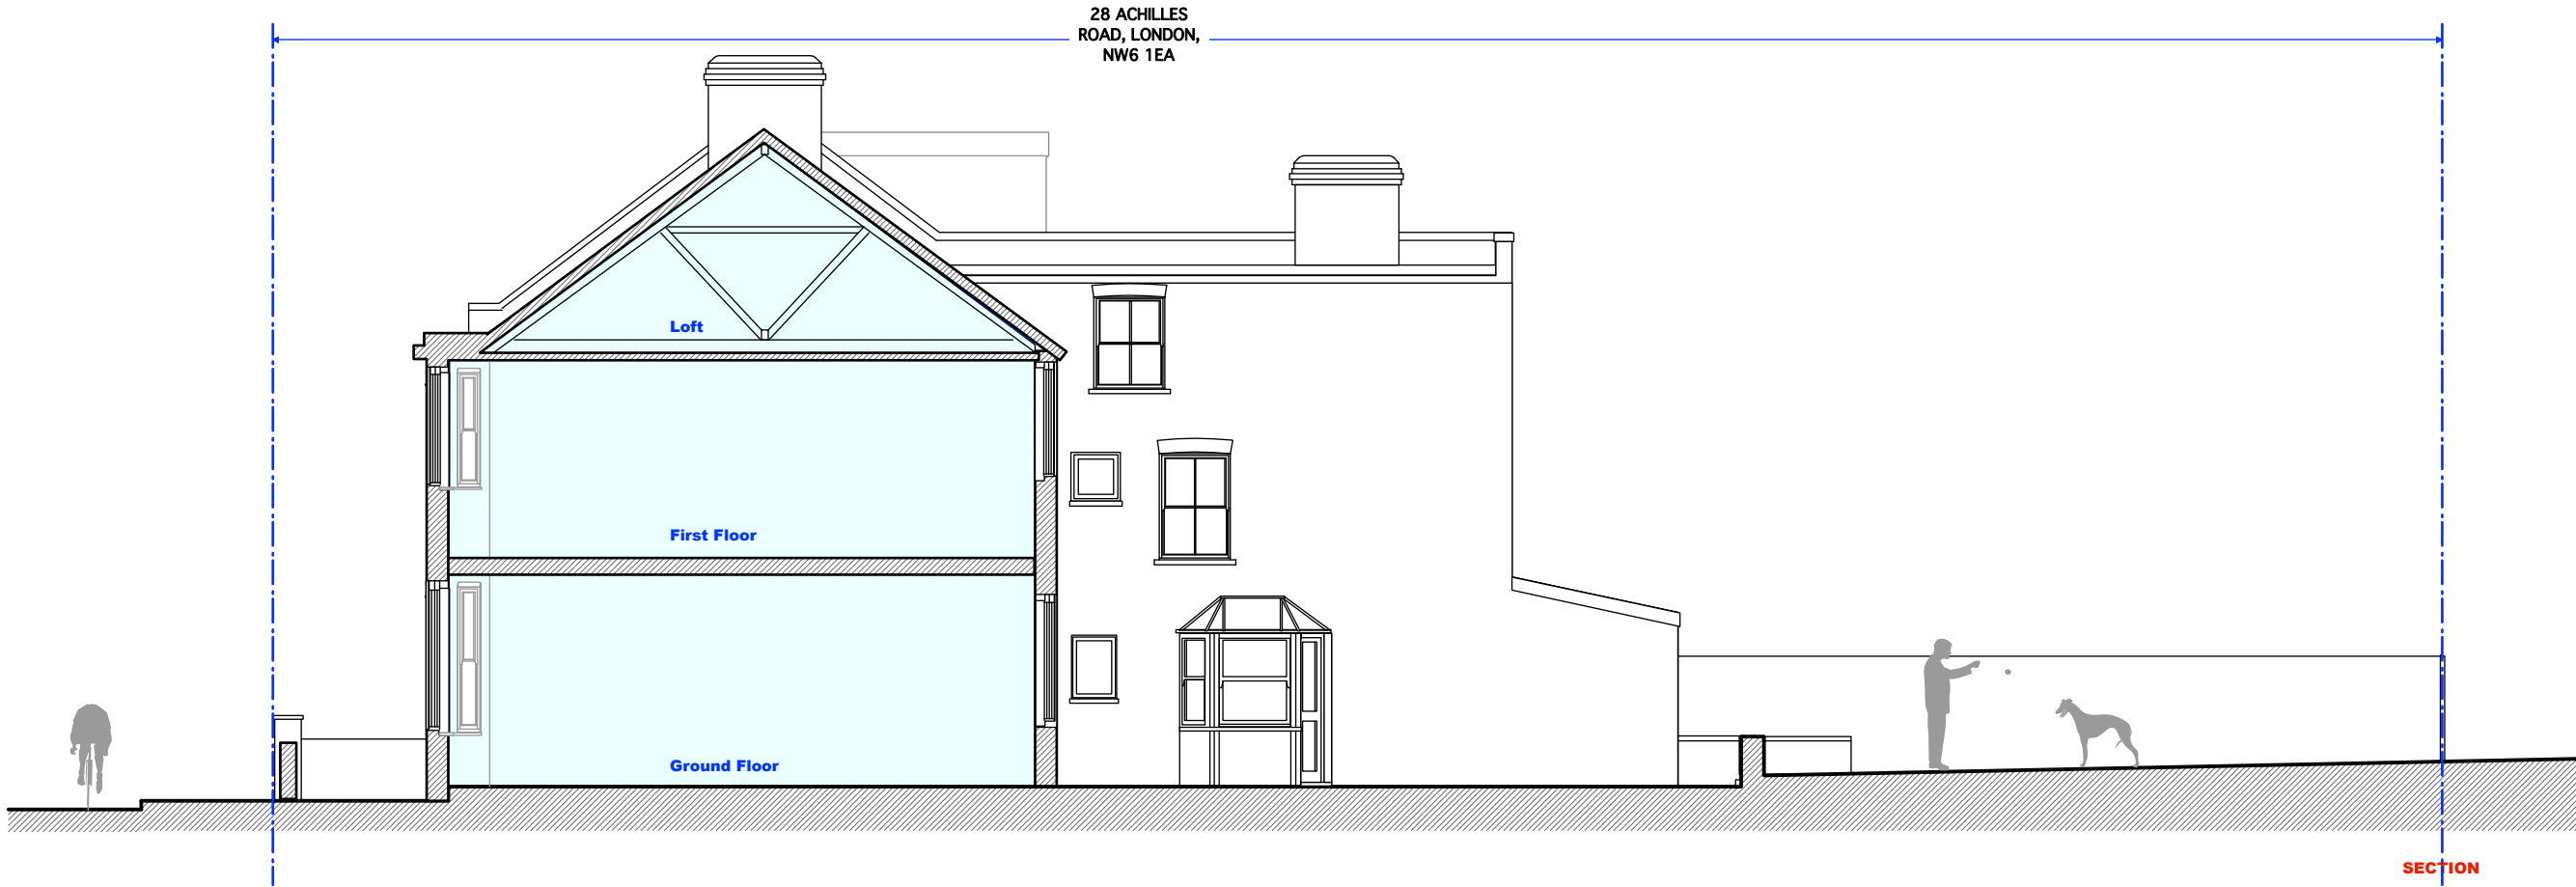 28 ACHILLES
ROAD, LONDON,
NW6 1EA
Loft
First Floor
Ground Floor
SECTION